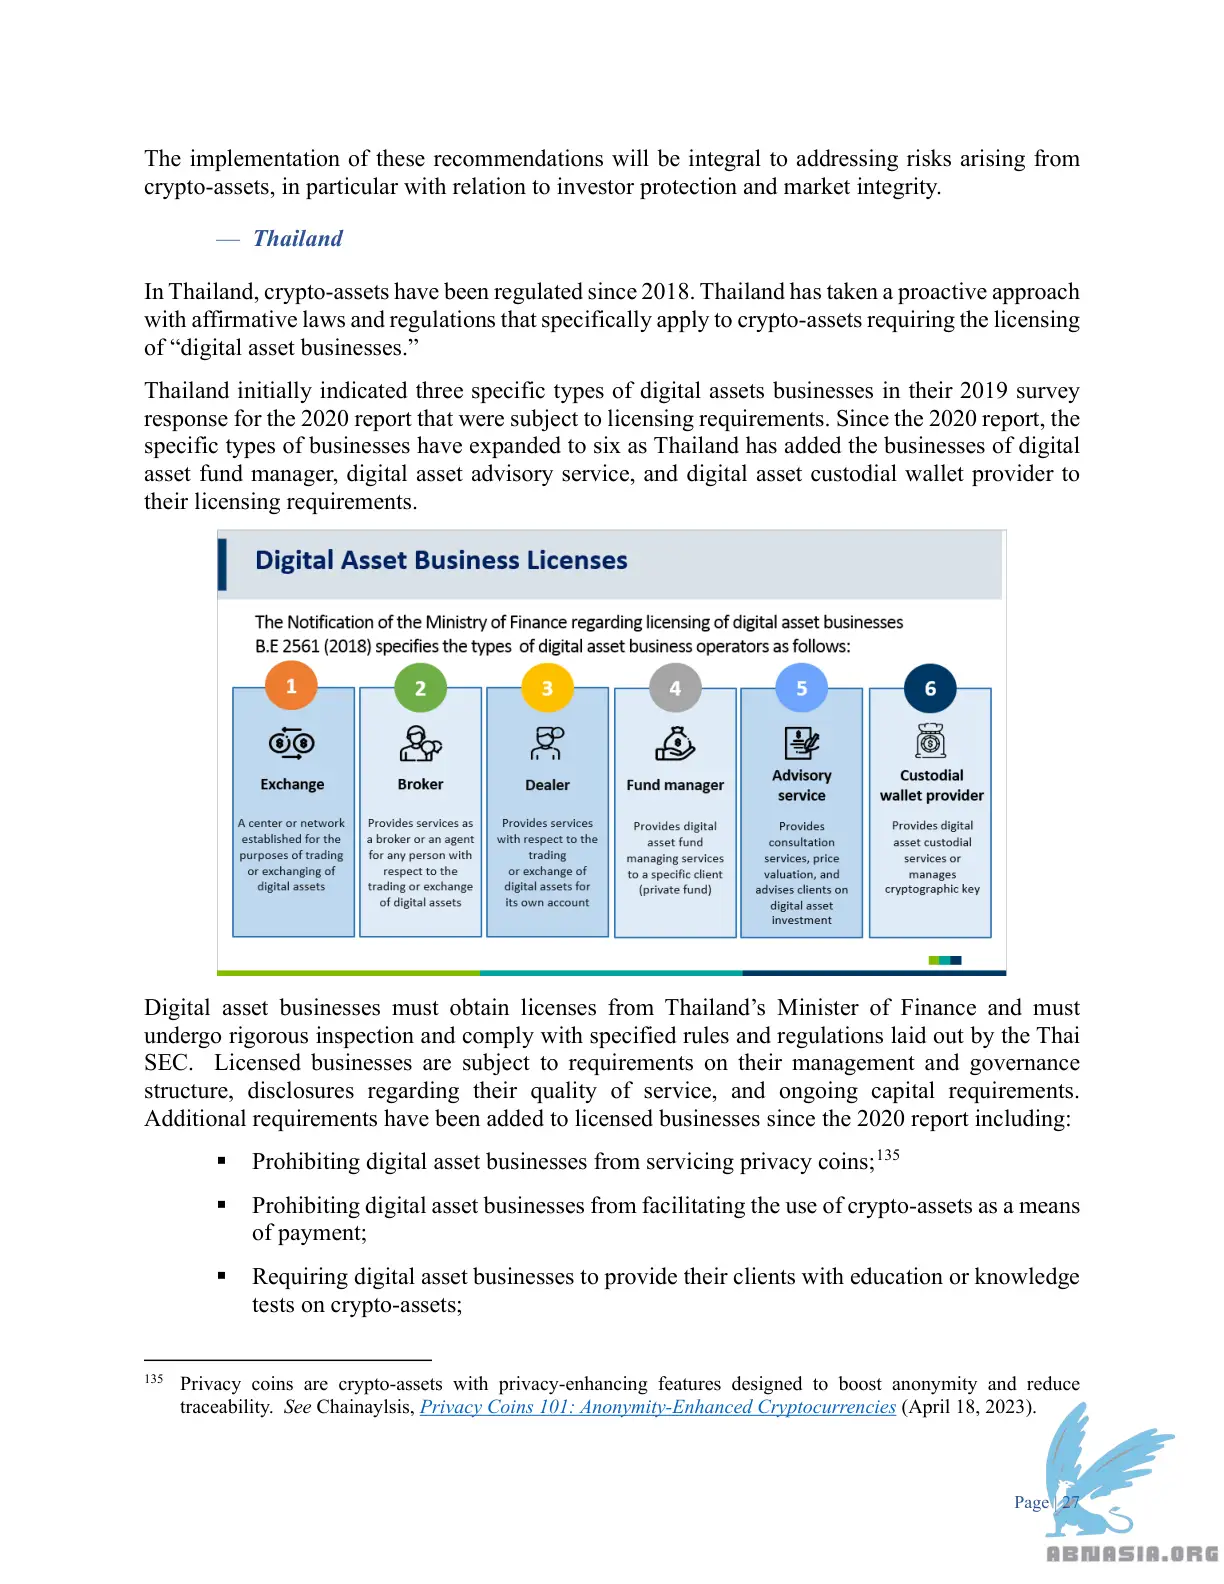 The implementation of these recommendations will be integral to addressing risks arising from
crypto-assets, in particular with relation to investor protection and market integrity.
— Thailand
In Thailand, crypto-assets have been regulated since 2018. Thailand has taken a proactive approach
with affirmative laws and regulations that specifically apply to crypto-assets requiring the licensing
of “digital asset businesses.”
Thailand initially indicated three specific types of digital assets businesses in their 2019 survey
response for the 2020 report that were subject to licensing requirements. Since the 2020 report, the
specific types of businesses have expanded to six as Thailand has added the businesses of digital
asset fund manager, digital asset advisory service, and digital asset custodial wallet provider to
their licensing requirements.
Digital Asset Business Licenses
The Notification of the Ministry of Finance regarding licensing of digital asset businesses
B.E 2561 (2018) specifies the types of digital asset business operators as follows:
1
Exchange
A center or network
established for the
purposes of trading
or exchanging of
digital assets
2
Broker
Provides services as
a broker or an agent
for any person with
respect to the
trading or exchange
of digital assets
3
Dealer
Provides services
with respect to the
trading
or exchange of
digital assets for
its own account
4
Fund manager
Provides digital
asset fund
managing services
to a specific client
(private fund)
5
Advisory
service
Provides
consultation
services, price
valuation, and
advises clients on
digital asset
investment
6
Custodial
wallet provider
Provides digital
asset custodial
services or
manages
cryptographic key
Digital asset businesses must obtain licenses from Thailand’s Minister of Finance and must
undergo rigorous inspection and comply with specified rules and regulations laid out by the Thai
SEC. Licensed businesses are subject to requirements on their management and governance
structure, disclosures regarding their quality of service, and ongoing capital requirements.
Additional requirements have been added to licensed businesses since the 2020 report including:
▪ Prohibiting digital asset businesses from servicing privacy coins;135
▪ Prohibiting digital asset businesses from facilitating the use of crypto-assets as a means
of payment;
▪ Requiring digital asset businesses to provide their clients with education or knowledge
tests on crypto-assets;
135 Privacy coins are crypto-assets with privacy-enhancing features designed to boost anonymity and reduce
traceability. See Chainaylsis, Privacy Coins 101: Anonymity-Enhanced Cryptocurrencies (April 18, 2023).
Page | 27
ABNASIA.ORG